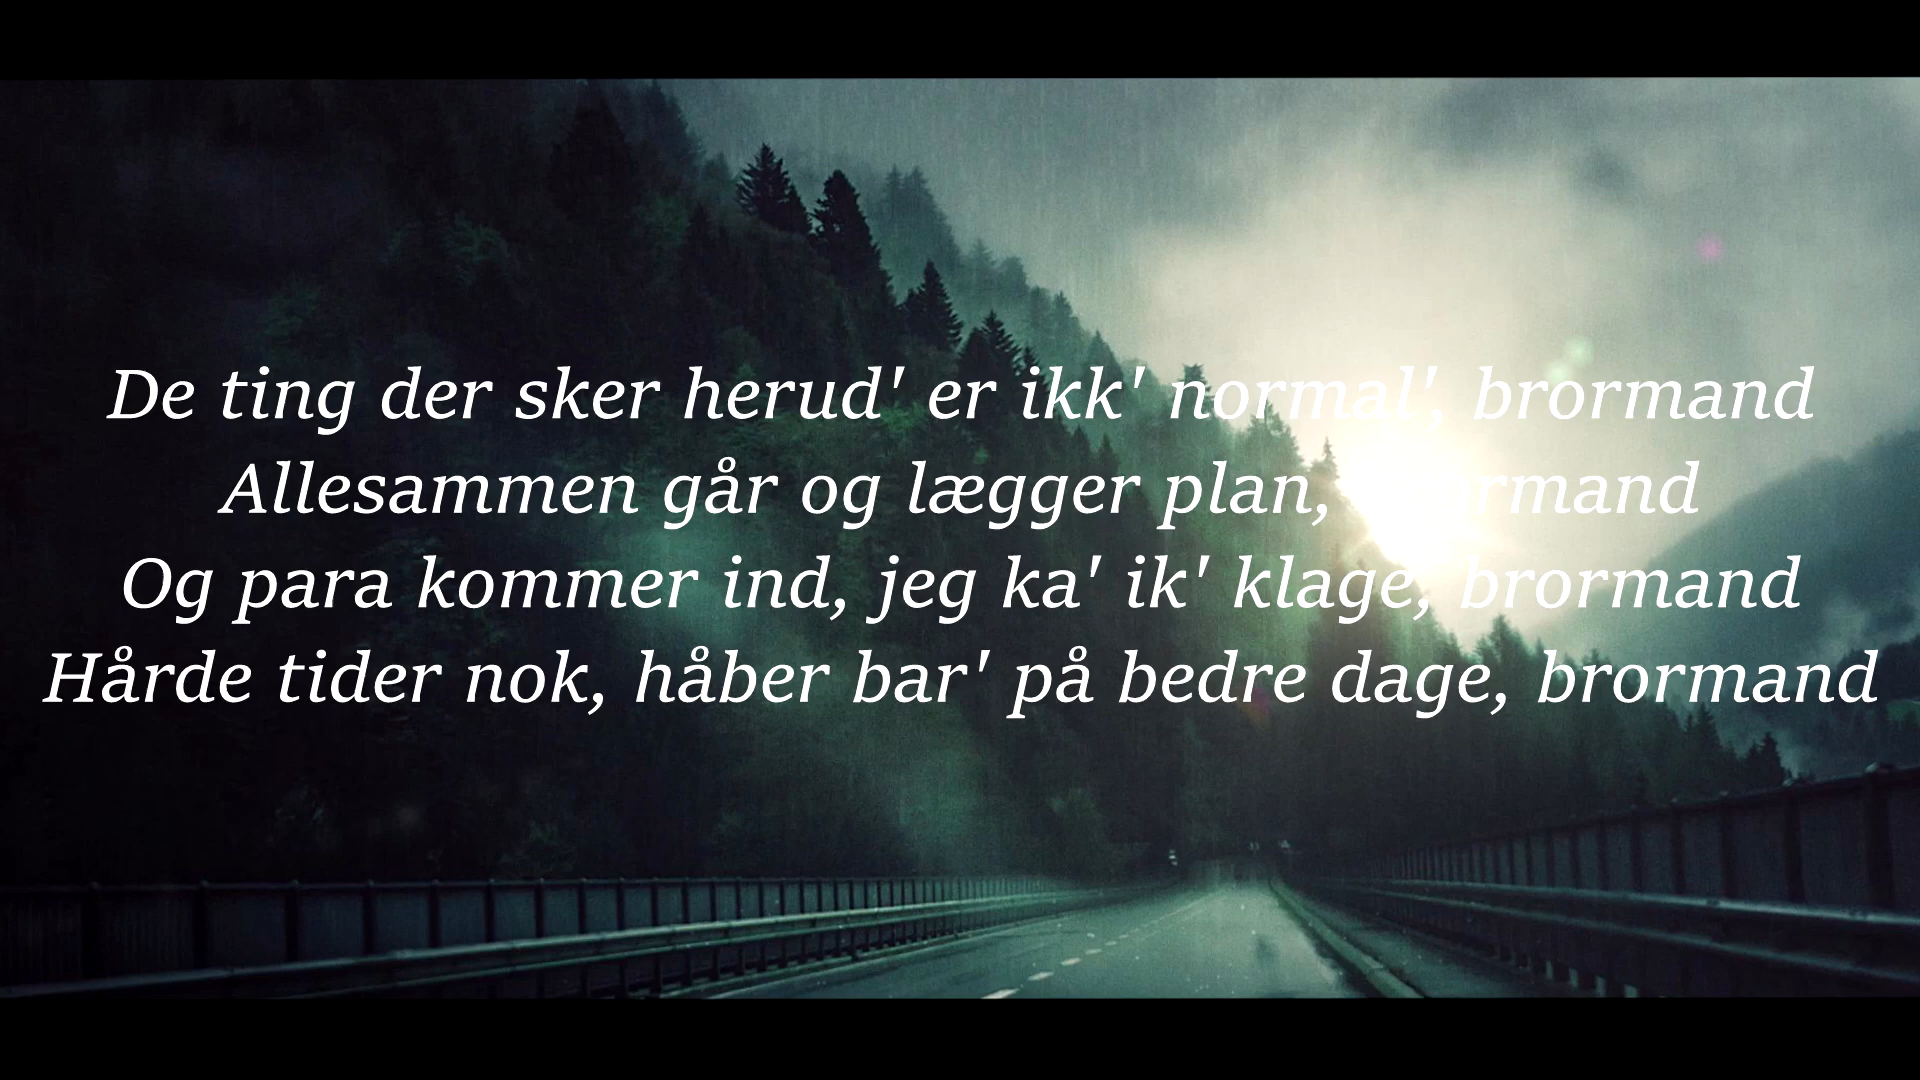 De ting der sker herud' er ikk' normal', brormand
Allesammen går og lægger plan, brormand
Og para kommer ind, jeg ka' ik' klage, brormand
Hårde tider nok, håber bar' på bedre dage, brormand